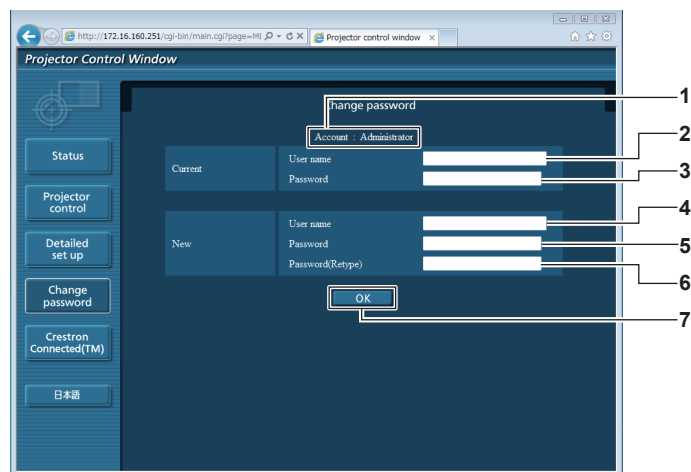 http://172.16.160.251/cgi-bin/main.cgi?page=MI
Projector control window
Projector Control Window
Change password
1
Account : Administrator
2
Status
Current
User name
Password
3
Projector
control
4
New
User name
Password
5
Password(Retype)
6
Detailed
set up
Change
password
OK
7
Crestron
Connected(TM)
日本語